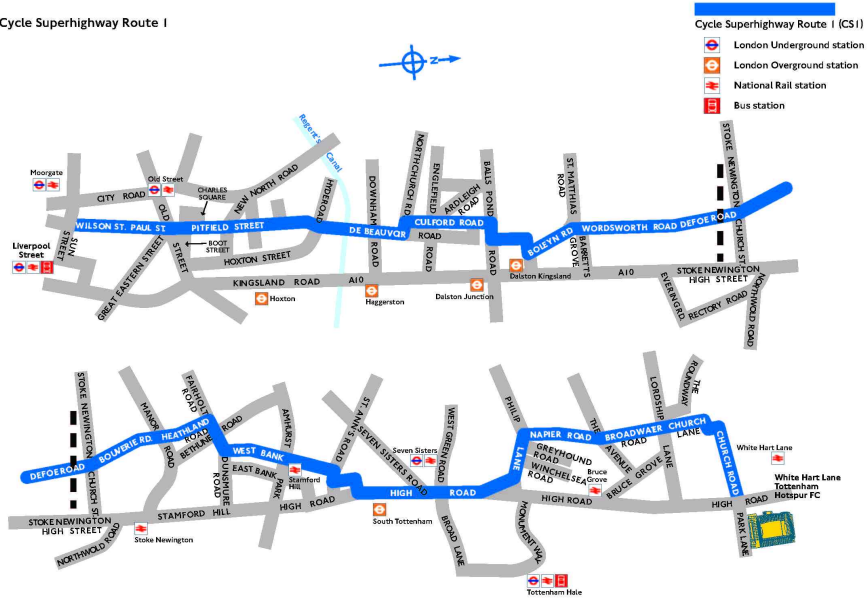 Cycle Superhighway Route 1
Cycle Superhighway Route 1 (CS1)
London Underground station
London Overground station
National Rail station
Bus station
N
Regent's Canal
Moorgate
CITY ROAD
Old Street
OLD STREET
CHARLES SQUARE
NEW NORTH ROAD
HYDE ROAD
DOWNHAM ROAD
NORTHCHURCH RD
ENGLEFIELD ROAD
ARDLEIGH ROAD
BALLS POND ROAD
ST. MATTHIAS ROAD
STOKE NEWINGTON CHURCH ST.
WILSON ST. PAUL ST.
PITFIELD STREET
DE BEAUVOIR
ROAD
CULFORD ROAD
BOLEYN RD
WORDSWORTH ROAD
DEFOE ROAD
BARRETTS GROVE
Liverpool Street
SUN STREET
BOOT STREET
HOXTON STREET
GREAT EASTERN STREET
KINGSLAND ROAD
A10
Hoxton
Haggerston
Dalston Junction
Dalston Kingsland
A10
STOKE NEWINGTON HIGH STREET
EVERING RD.
RECTORY ROAD
NORTHWOLD ROAD
STOKE NEWINGTON CHURCH ST.
MANOR ROAD
FAIRHOLT ROAD
BETHUNE ROAD
AMHURST PARK
ST. ANN'S ROAD
SEVEN SISTERS ROAD
WEST GREEN ROAD
PHILIP LANE
THE AVENUE
LORDSHIP LANE
THE ROUNDWAY
DEFOE ROAD
BOUVERIE RD.
HEATHLAND ROAD
DUNSMURE ROAD
WEST BANK
EAST BANK
Stamford Hill
Seven Sisters
NAPIER ROAD
GREYHOUND ROAD
WINCHELSEA ROAD
BROADWATER ROAD
CHURCH LANE
CHURCH ROAD
BRUCE GROVE
Bruce Grove
White Hart Lane
White Hart Lane
Tottenham
Hotspur FC
STOKE NEWINGTON HIGH STREET
STAMFORD HILL
HIGH ROAD
HIGH ROAD
HIGH ROAD
HIGH ROAD
PARK LANE
NORTHWOLD ROAD
Stoke Newington
South Tottenham
BROAD LANE
MONUMENT WAY
Tottenham Hale